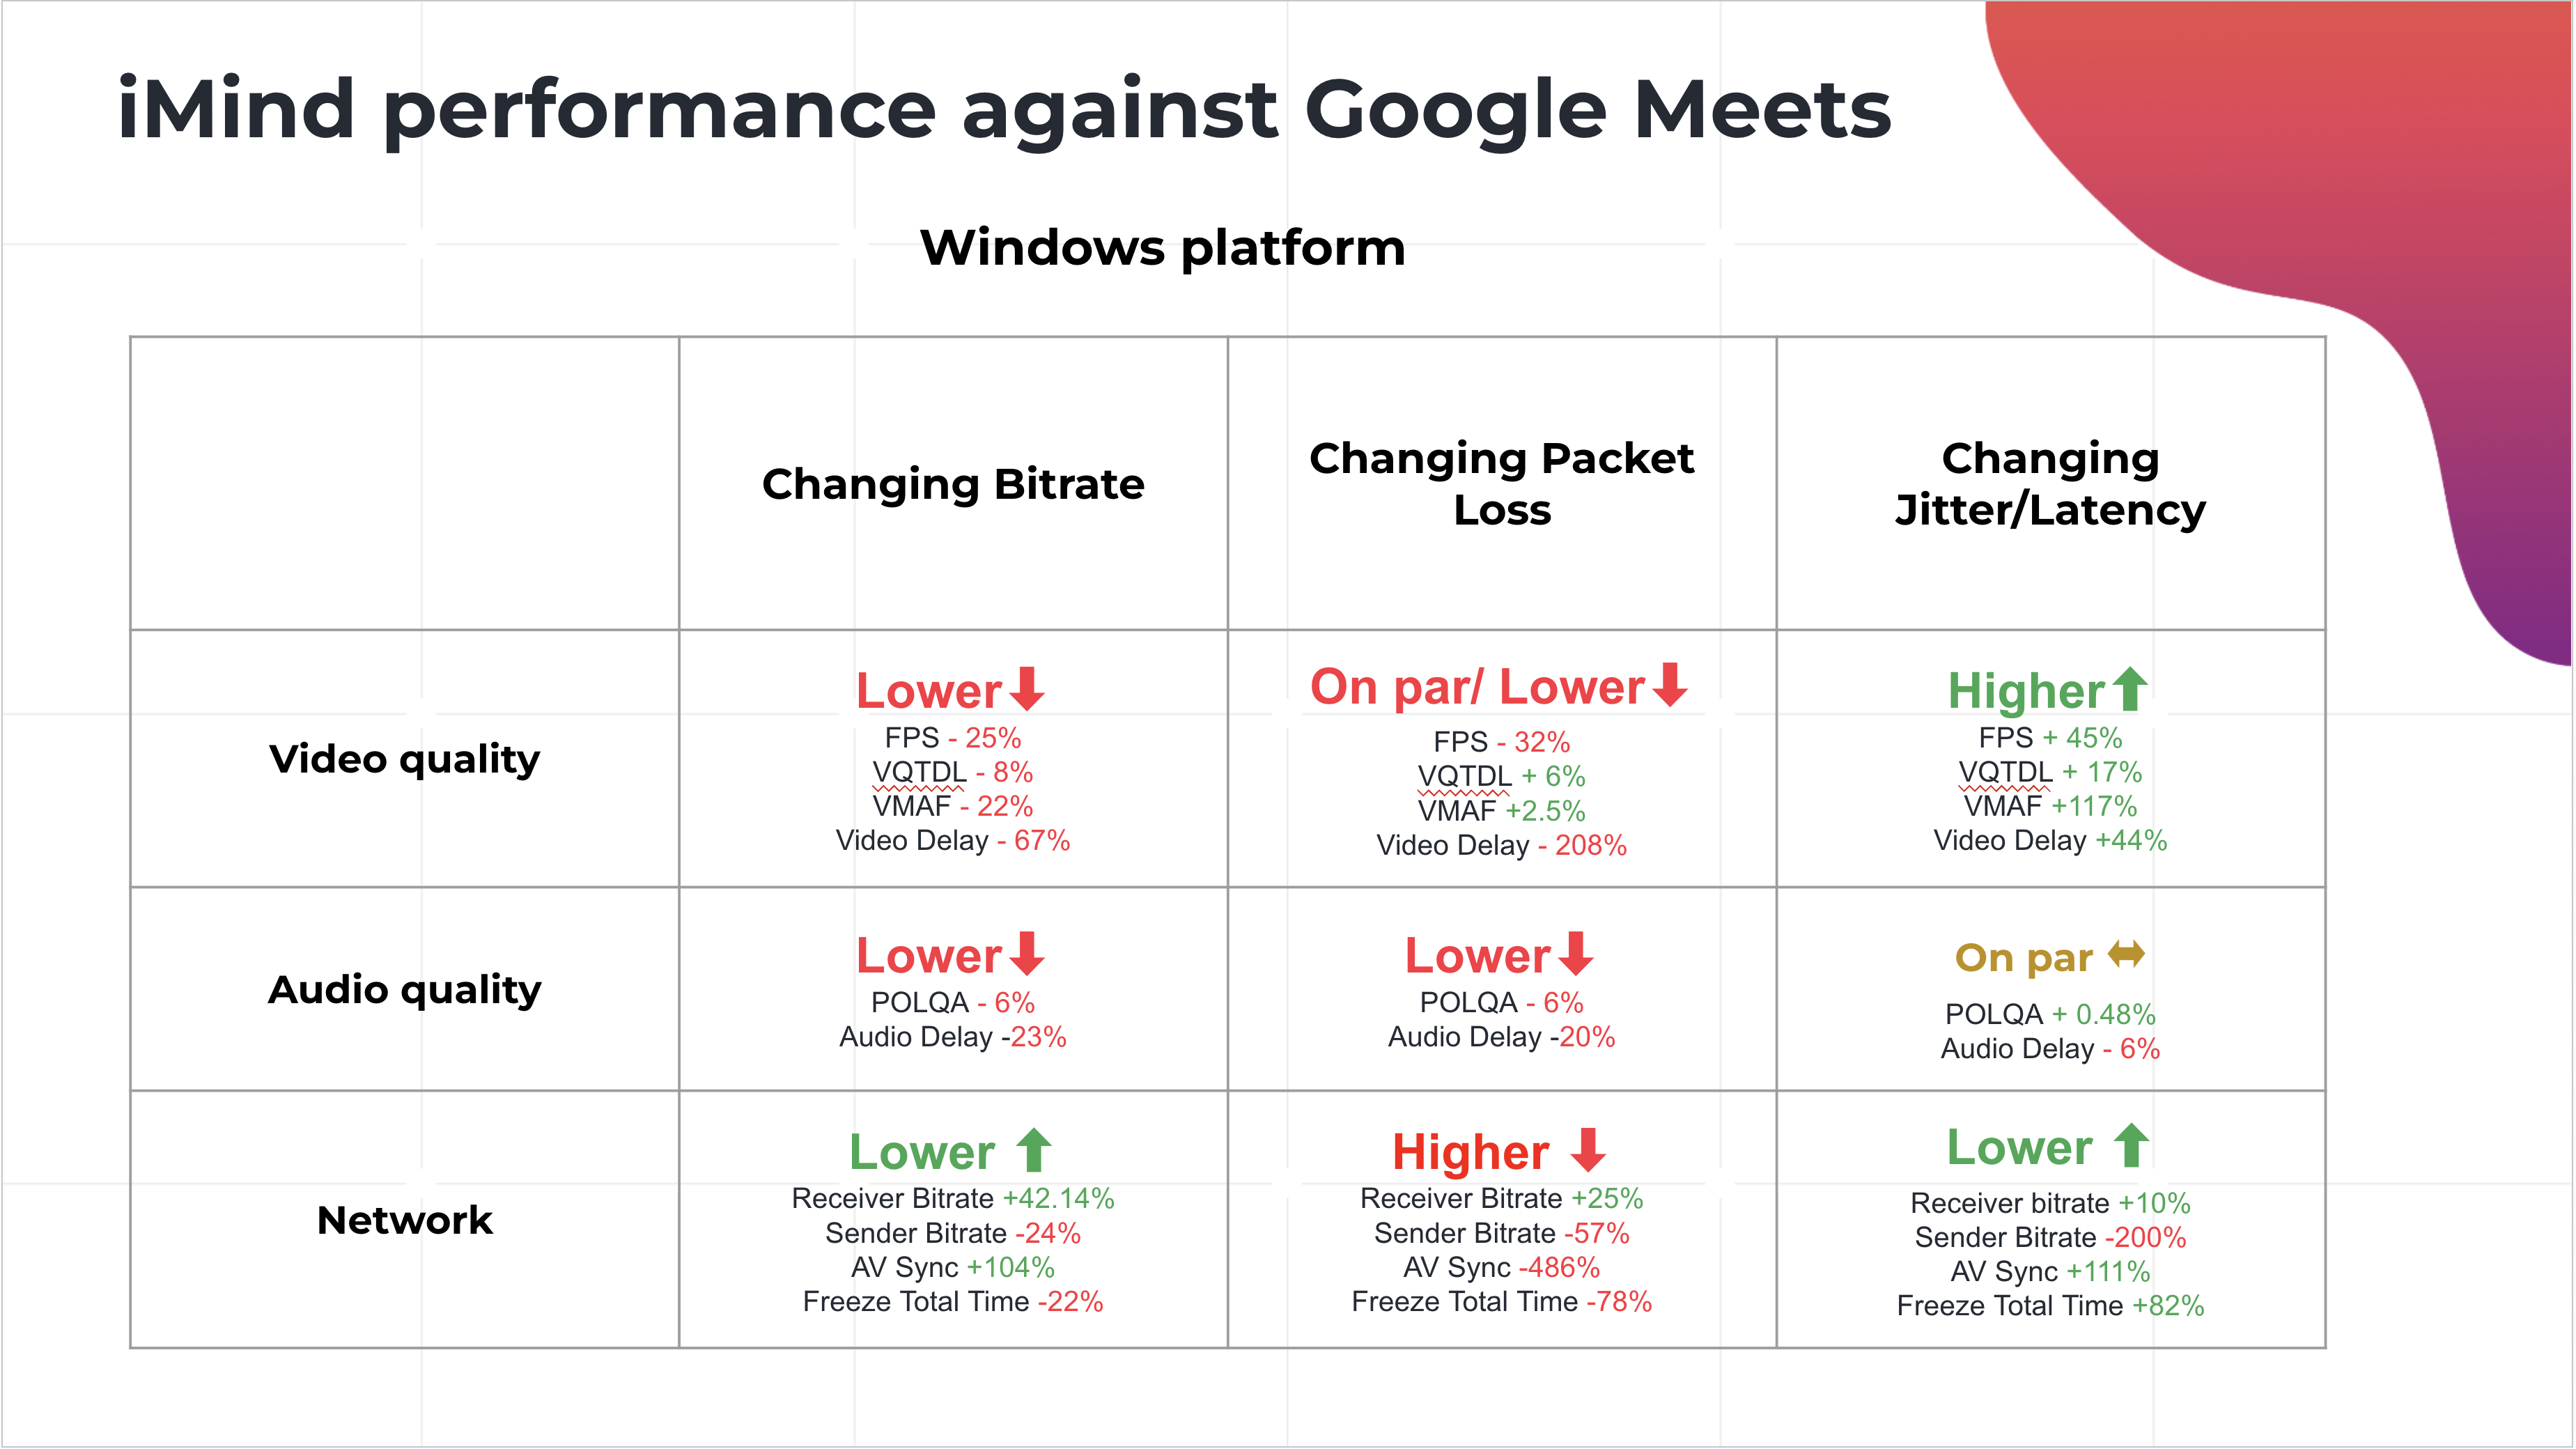 iMind performance against Google Meets
Windows platform
Changing Bitrate
Changing Packet
Loss
Changing
Jitter/Latency
Video quality
Lower
FPS - 25%
VQTDL - 8%
VMAF - 22%
Video Delay - 67%
On par/ Lower
FPS - 32%
VQTDL + 6%
VMAF +2.5%
Video Delay - 208%
Higher
FPS + 45%
VQTDL + 17%
VMAF +117%
Video Delay +44%
Audio quality
Lower
POLQA - 6%
Audio Delay -23%
Lower
POLQA - 6%
Audio Delay -20%
On par
POLQA + 0.48%
Audio Delay - 6%
Network
Lower
Receiver Bitrate +42.14%
Sender Bitrate -24%
AV Sync +104%
Freeze Total Time -22%
Higher
Receiver Bitrate +25%
Sender Bitrate -57%
AV Sync -486%
Freeze Total Time -78%
Lower
Receiver bitrate +10%
Sender Bitrate -200%
AV Sync +111%
Freeze Total Time +82%